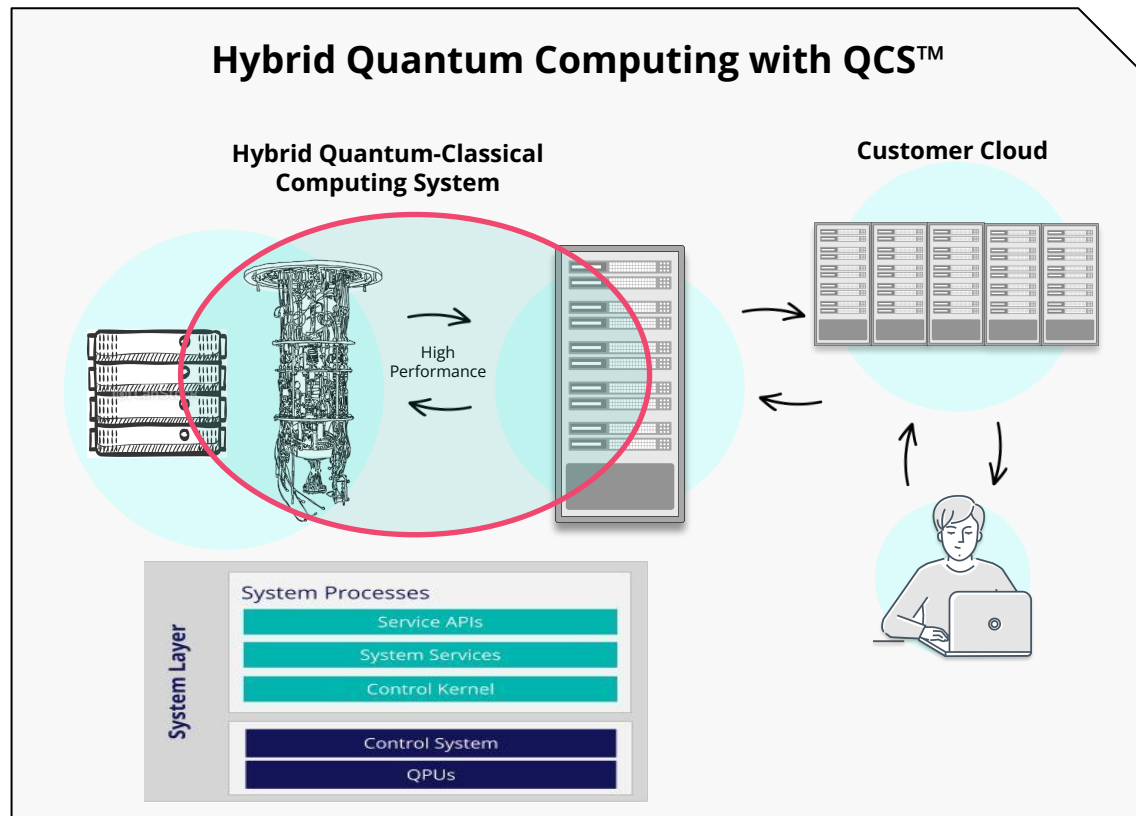 Hybrid Quantum Computing with QCS™
Hybrid Quantum-Classical
Computing System
Customer Cloud
High
Performance
System Layer
System Processes
Service APIs
System Services
Control Kernel
Control System
QPUs